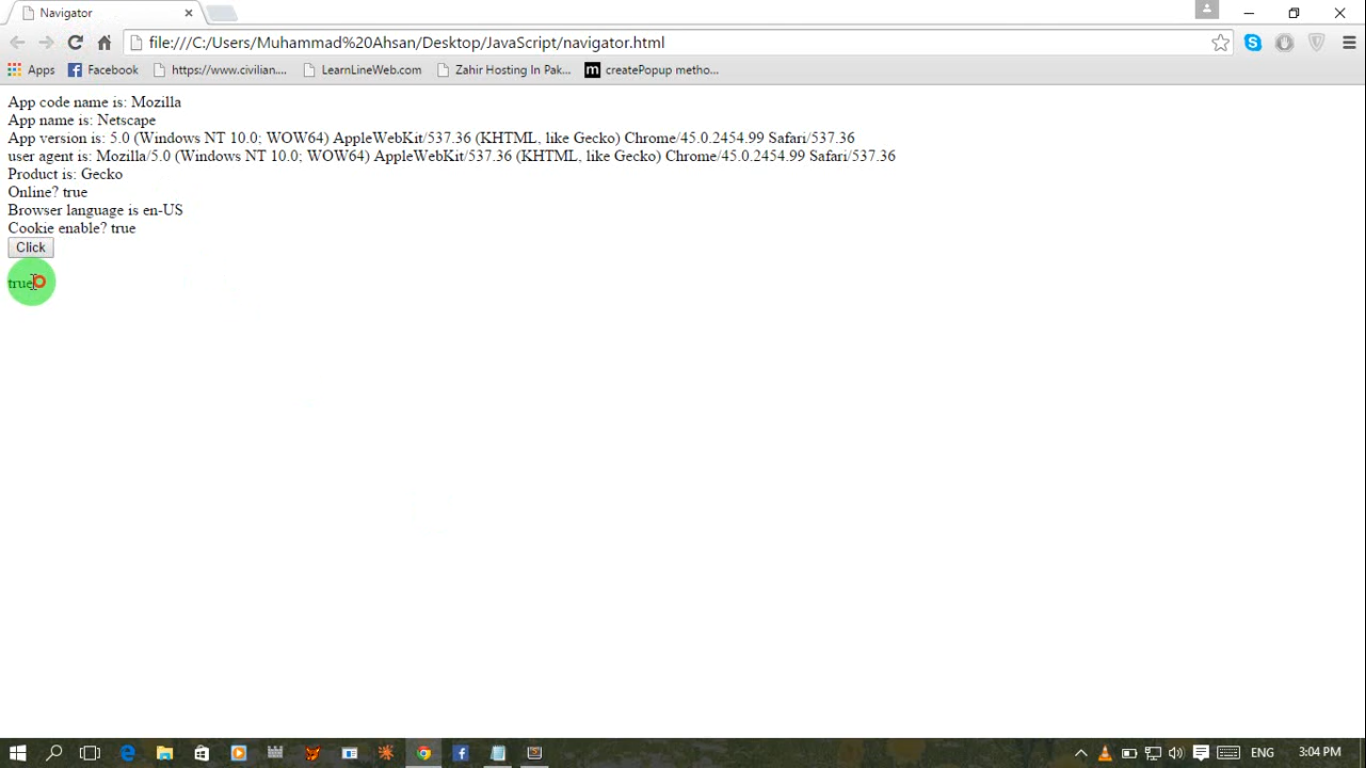 Navigator
file:///C:/Users/Muhammad%20Ahsan/Desktop/JavaScript/navigator.html
Apps Facebook https://www.civilian.... LearnLineWeb.com Zahir Hosting In Pak... m createPopup metho...
App code name is: Mozilla
App name is: Netscape
App version is: 5.0 (Windows NT 10.0; WOW64) AppleWebKit/537.36 (KHTML, like Gecko) Chrome/45.0.2454.99 Safari/537.36
user agent is: Mozilla/5.0 (Windows NT 10.0; WOW64) AppleWebKit/537.36 (KHTML, like Gecko) Chrome/45.0.2454.99 Safari/537.36
Product is: Gecko
Online? true
Browser language is en-US
Cookie enable? true
Click
true
ENG 3:04 PM